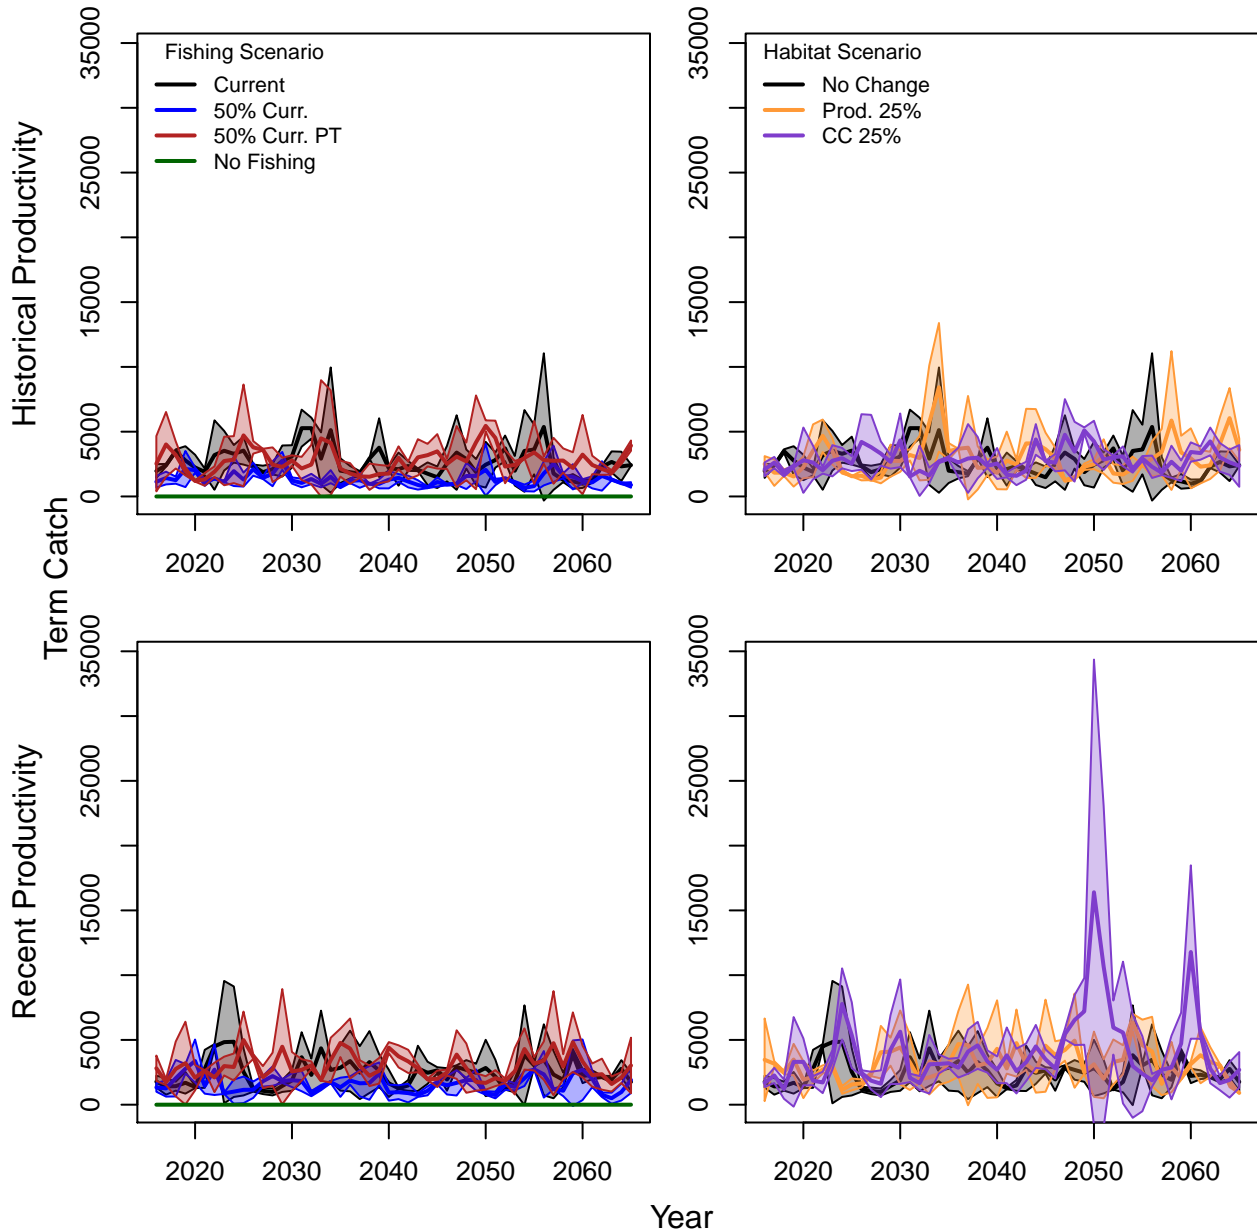 Historical Productivity
35000
25000
15000
5000
0
Fishing Scenario
Current
50% Curr.
50% Curr. PT
No Fishing
2020 2030 2040 2050 2060
35000
25000
15000
5000
0
Habitat Scenario
No Change
Prod. 25%
CC 25%
2020 2030 2040 2050 2060
Term Catch
Recent Productivity
35000
25000
15000
5000
0
2020 2030 2040 2050 2060
35000
25000
15000
5000
0
2020 2030 2040 2050 2060
Year